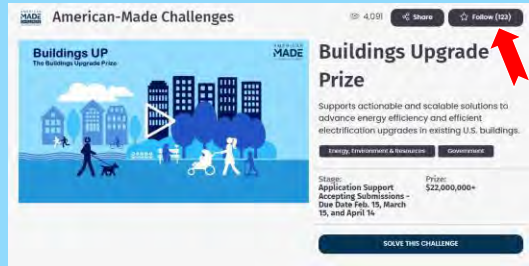 AMERICAN
MADE
American-Made Challenges
4,091
Share
Follow (123)
Buildings UP
The Buildings Upgrade Prize
AMERICAN
MADE
Buildings Upgrade
Prize
Supports actionable and scalable solutions to
advance energy efficiency and efficient
electrification upgrades in existing U.S. buildings.
Energy, Environment & Resources
Government
Stage:
Application Support
Accepting Submissions -
Due Date Feb. 15, March
15, and April 14
Prize:
$22,000,000+
SOLVE THIS CHALLENGE